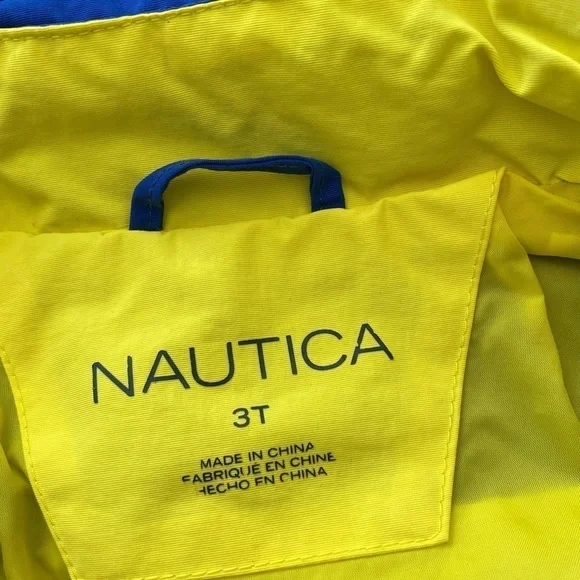 NAUTICA
3T
MADE IN CHINA
FABRIQUÉ EN CHINE
HECHO EN CHINA